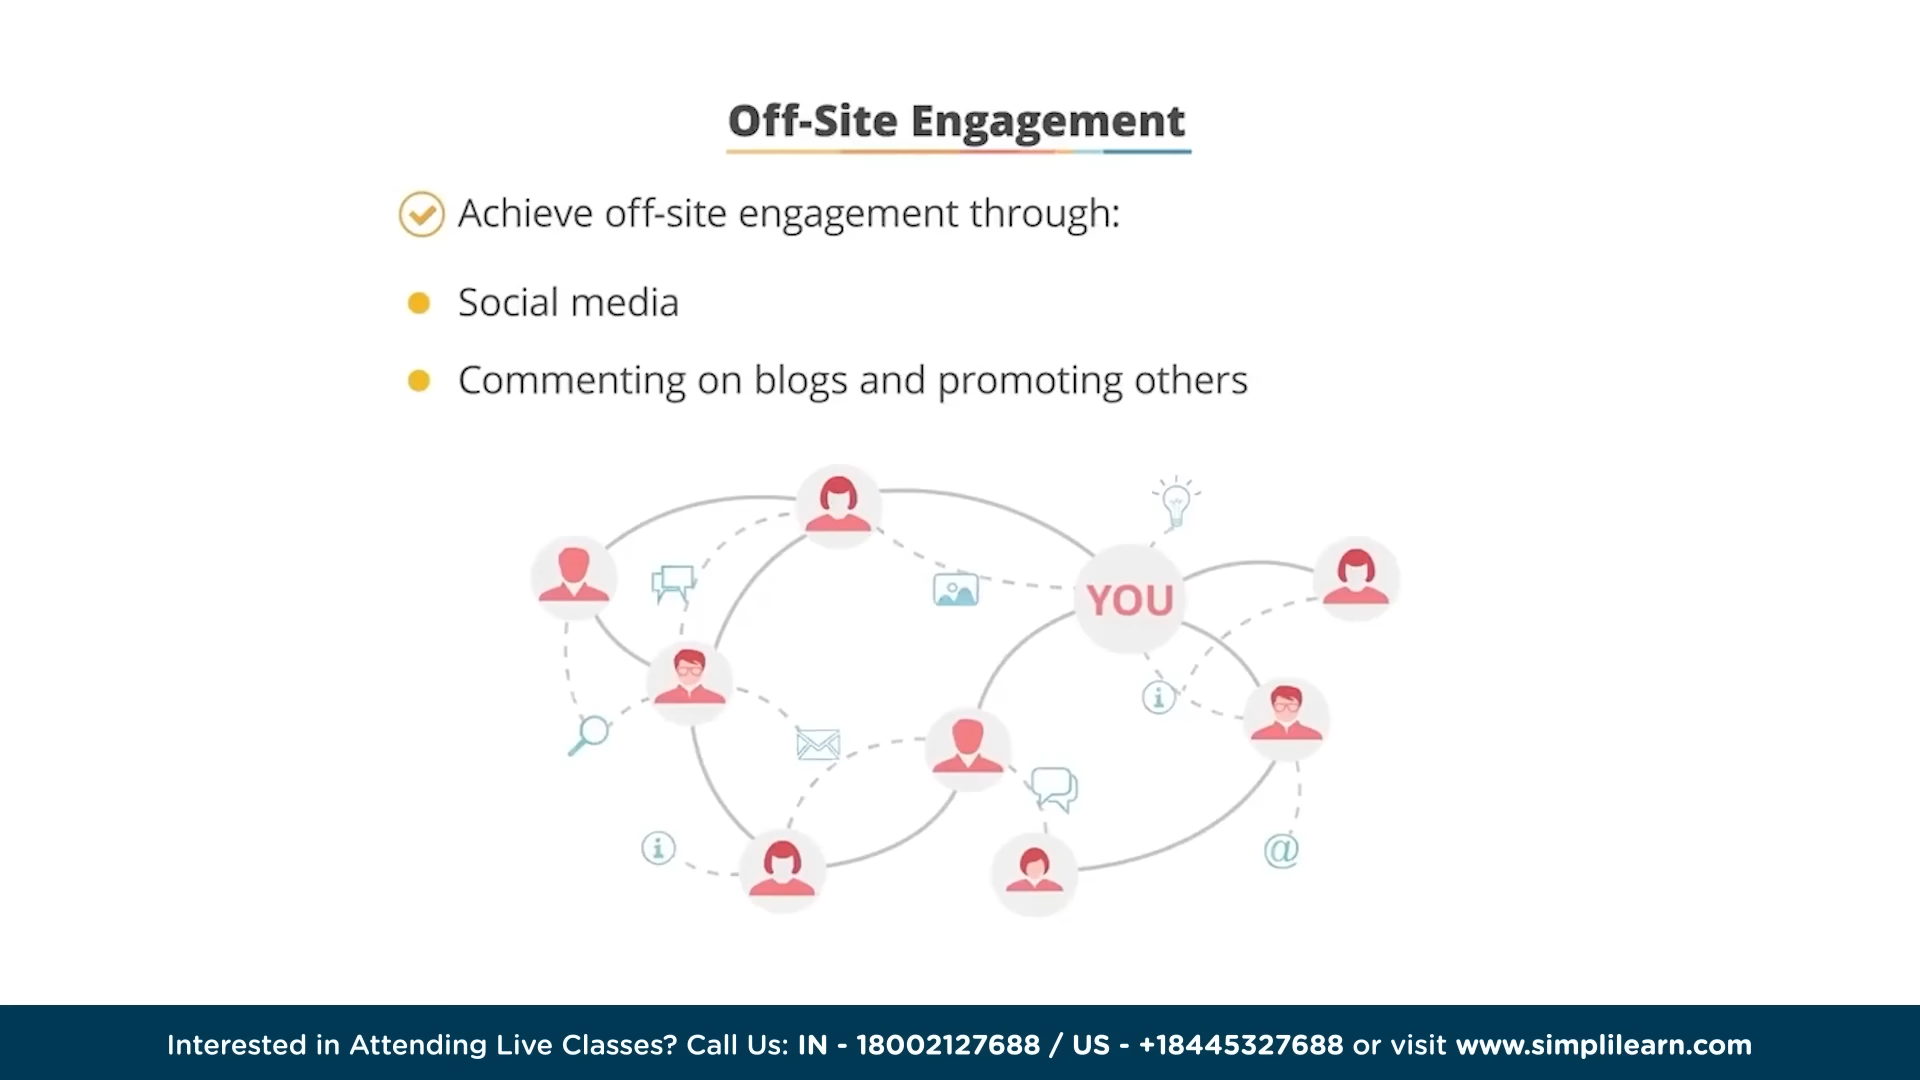 Off-Site Engagement
Achieve off-site engagement through:
Social media
Commenting on blogs and promoting others
YOU
i
i
@
Interested in Attending Live Classes? Call Us: IN - 18002127688 / US - +18445327688 or visit www.simplilearn.com